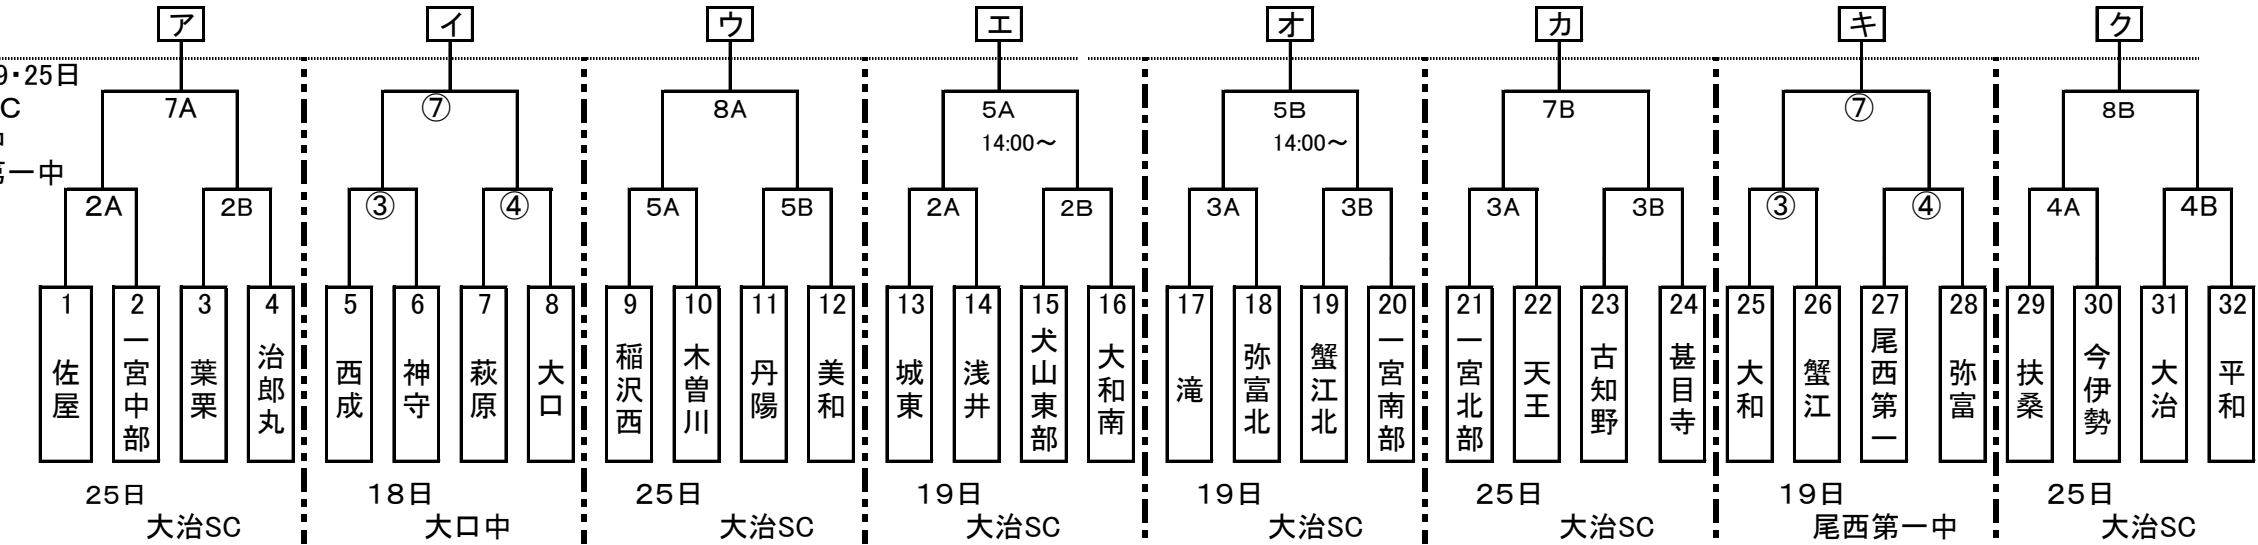 ア イ ウ エ オ カ キ ク
9・25日
7A ⑦ 8A 5A 5B 7B ⑦ 8B
C
14:00～ 14:00～
第一中
2A 2B ③ ④ 5A 5B 2A 2B 3A 3B 3A 3B ③ ④ 4A 4B
1 2 3 4 5 6 7 8 9 10 11 12 13 14 15 16 17 18 19 20 21 22 23 24 25 26 27 28 29 30 31 32
佐屋
一宮中部
葉栗
治郎丸
西成
神守
萩原
大口
稲沢西
木曽川
丹陽
美和
城東
浅井
犬山東部
大和南
滝
弥富北
蟹江北
一宮南部
一宮北部
天王
古知野
甚目寺
大和
蟹江
尾西第一
弥富
扶桑
今伊勢
大治
平和
25日 18日 25日 19日 19日 25日 19日 25日
大治SC 大口中 大治SC 大治SC 大治SC 大治SC 尾西第一中 大治SC